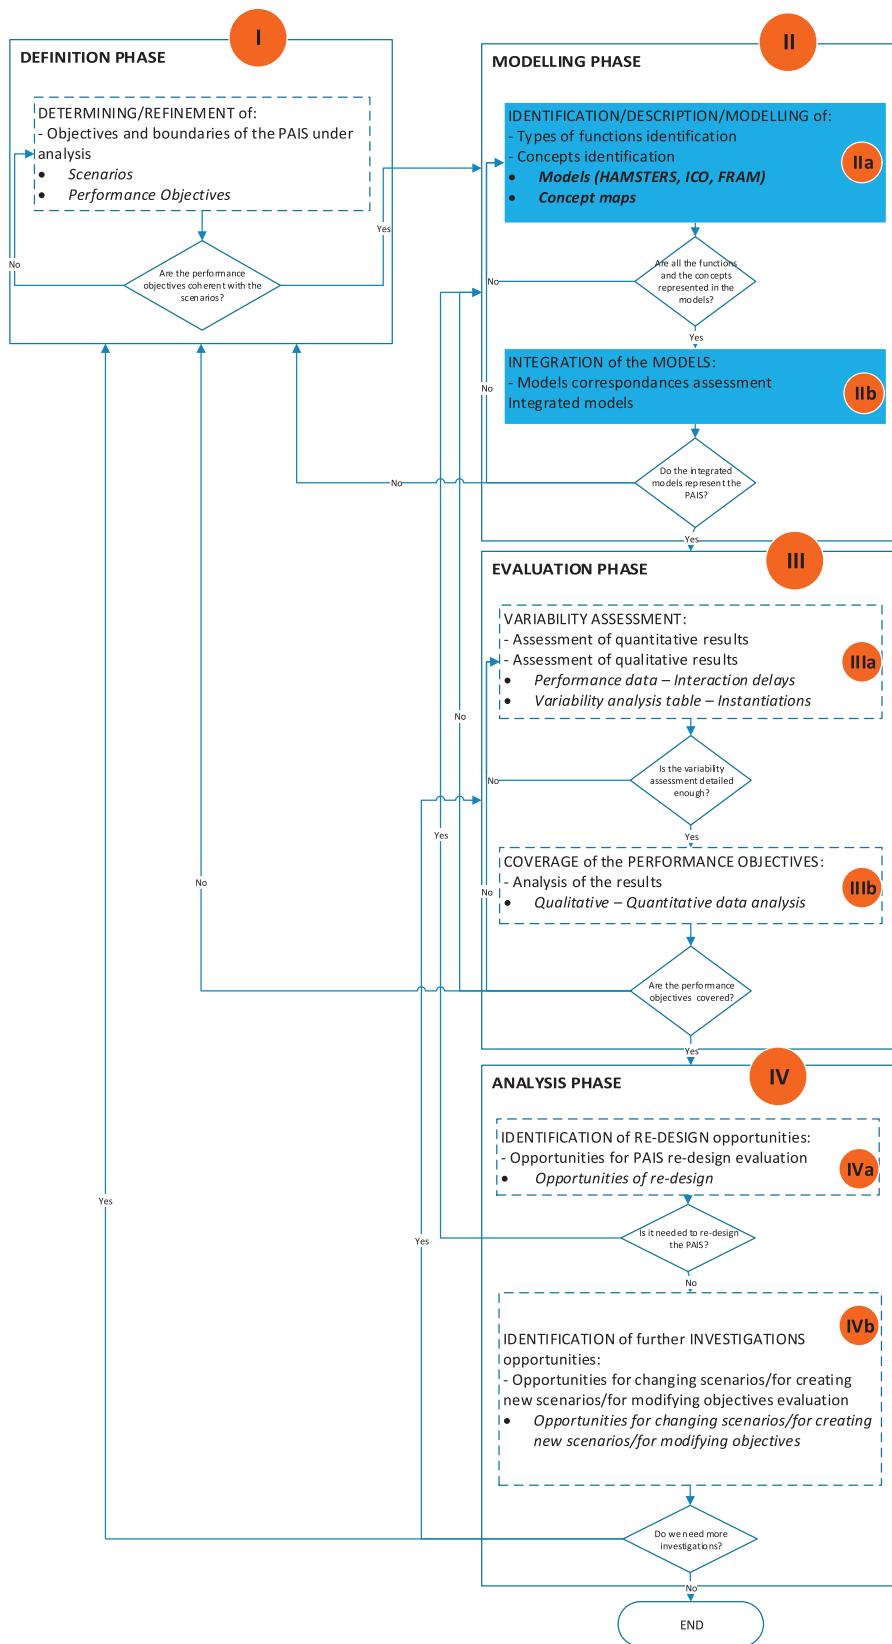 I
DEFINITION PHASE
DETERMINING/REFINEMENT of:
- Objectives and boundaries of the PAIS under
analysis
● Scenarios
● Performance Objectives
No
Yes
Are the performance
objectives coherent with the
scenarios?
II
MODELLING PHASE
IDENTIFICATION/DESCRIPTION/MODELLING of:
- Types of functions identification
- Concepts identification
● Models (HAMSTERS, ICO, FRAM)
● Concept maps
IIa
Are all the functions
and the concepts
represented in the
models?
No
Yes
INTEGRATION of the MODELS:
- Models correspondances assessment
Integrated models
IIb
No
Do the integrated
models represent the
PAIS?
No
Yes
III
EVALUATION PHASE
VARIABILITY ASSESSMENT:
- Assessment of quantitative results
- Assessment of qualitative results
● Performance data – Interaction delays
● Variability analysis table – Instantiations
IIIa
No
Is the variability
assessment detailed
enough?
No
Yes
Yes
COVERAGE of the PERFORMANCE OBJECTIVES:
- Analysis of the results
● Qualitative – Quantitative data analysis
IIIb
No
No
Are the performance
objectives covered?
Yes
IV
ANALYSIS PHASE
IDENTIFICATION of RE-DESIGN opportunities:
- Opportunities for PAIS re-design evaluation
● Opportunities of re-design
IVa
Yes
Is it needed to re-design
the PAIS?
Yes
No
IDENTIFICATION of further INVESTIGATIONS
opportunities:
- Opportunities for changing scenarios/for creating
new scenarios/for modifying objectives evaluation
● Opportunities for changing scenarios/for creating
new scenarios/for modifying objectives
IVb
Do we need more
investigations?
No
END